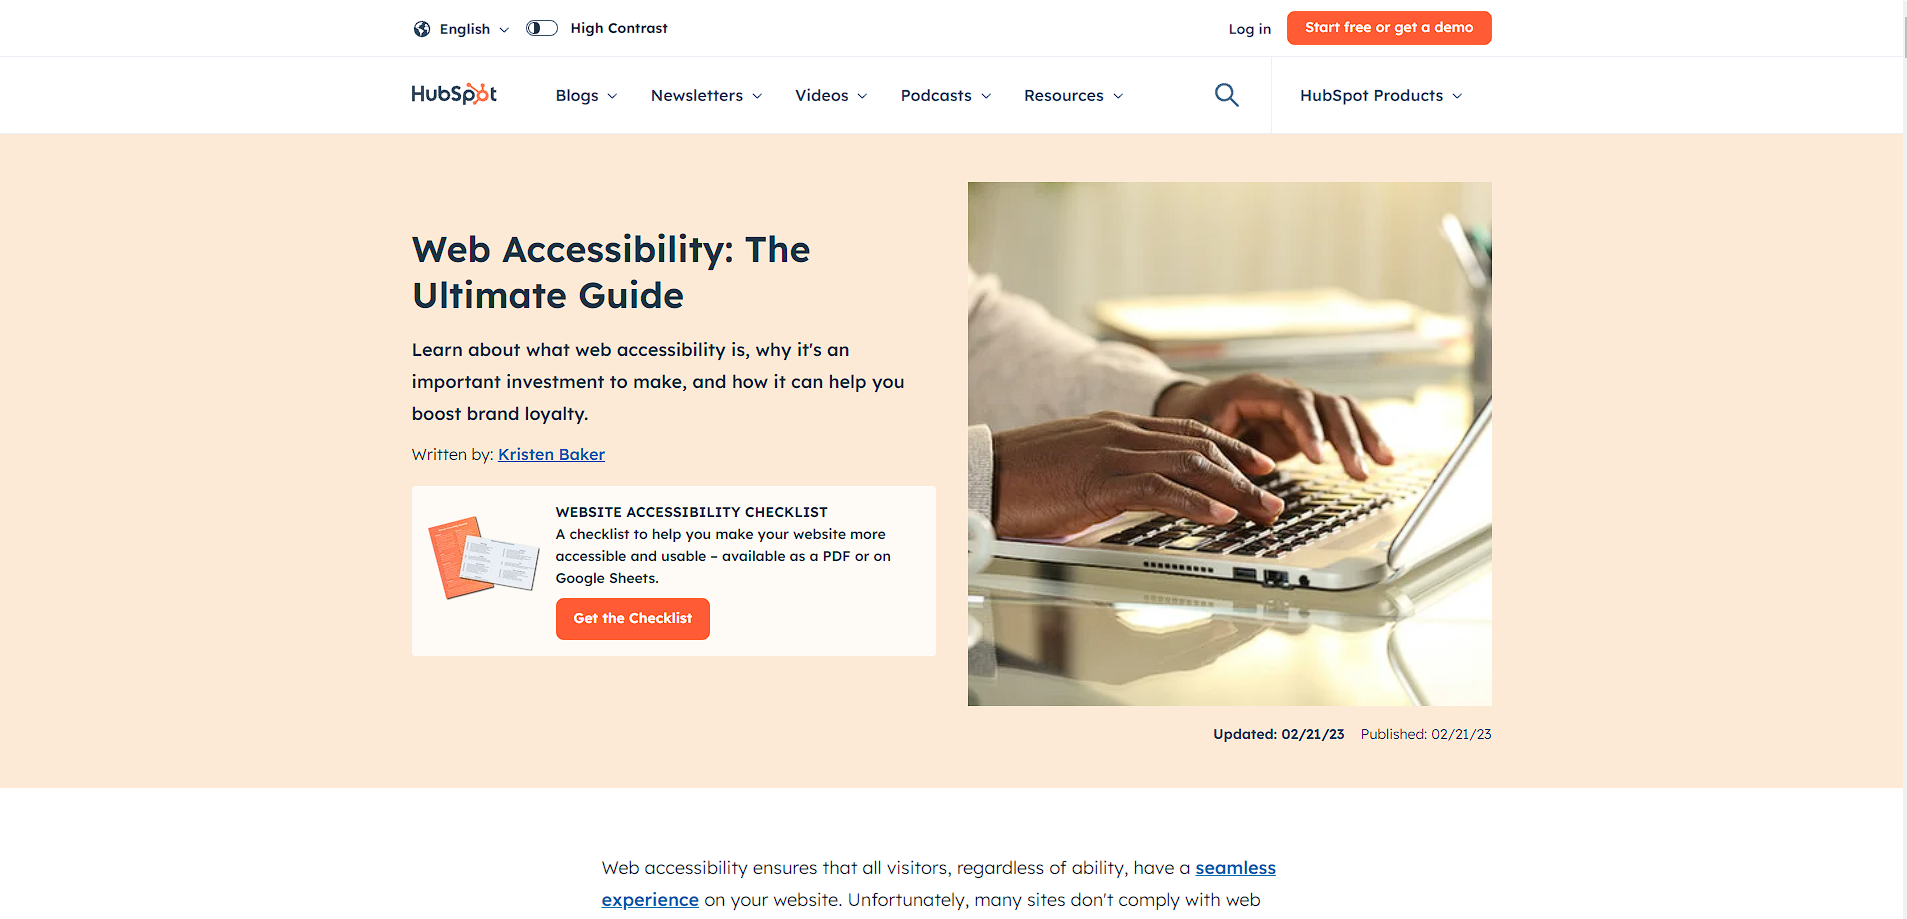 English
High Contrast
Log in
Start free or get a demo
HubSpot
Blogs
Newsletters
Videos
Podcasts
Resources
HubSpot Products
Web Accessibility: The
Ultimate Guide
Learn about what web accessibility is, why it's an
important investment to make, and how it can help you
boost brand loyalty.
Written by: Kristen Baker
WEBSITE ACCESSIBILITY CHECKLIST
A checklist to help you make your website more
accessible and usable – available as a PDF or on
Google Sheets.
Get the Checklist
Updated: 02/21/23 Published: 02/21/23
Web accessibility ensures that all visitors, regardless of ability, have a seamless
experience on your website. Unfortunately, many sites don't comply with web